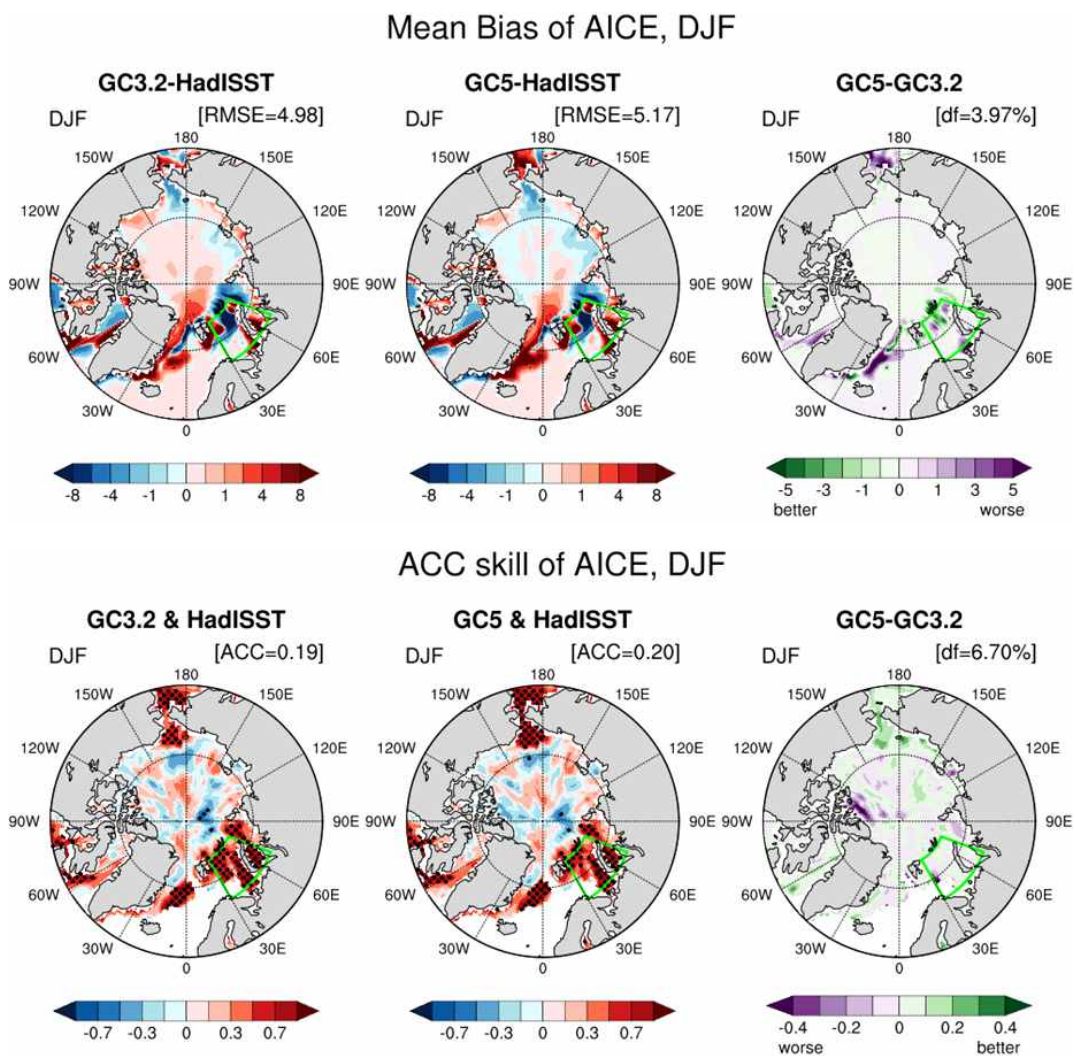 Mean Bias of AICE, DJF
GC3.2-HadISST GC5-HadISST GC5-GC3.2
DJF [RMSE=4.98] DJF [RMSE=5.17] DJF [df=3.97%]
180 180 180
150W 150E 150W 150E 150W 150E
120W 120E 120W 120E 120W 120E
90W 90E 90W 90E 90W 90E
60W 60E 60W 60E 60W 60E
30W 30E 30W 30E 30W 30E
0 0 0
-8 -4 -1 0 1 4 8 -8 -4 -1 0 1 4 8 -5 -3 -1 0 1 3 5
better worse
ACC skill of AICE, DJF
GC3.2 & HadISST GC5 & HadISST GC5-GC3.2
DJF [ACC=0.19] DJF [ACC=0.20] DJF [df=6.70%]
180 180 180
150W 150E 150W 150E 150W 150E
120W 120E 120W 120E 120W 120E
90W 90E 90W 90E 90W 90E
60W 60E 60W 60E 60W 60E
30W 30E 30W 30E 30W 30E
0 0 0
-0.7 -0.3 0 0.3 0.7 -0.7 -0.3 0 0.3 0.7 -0.4 -0.2 0 0.2 0.4
worse better